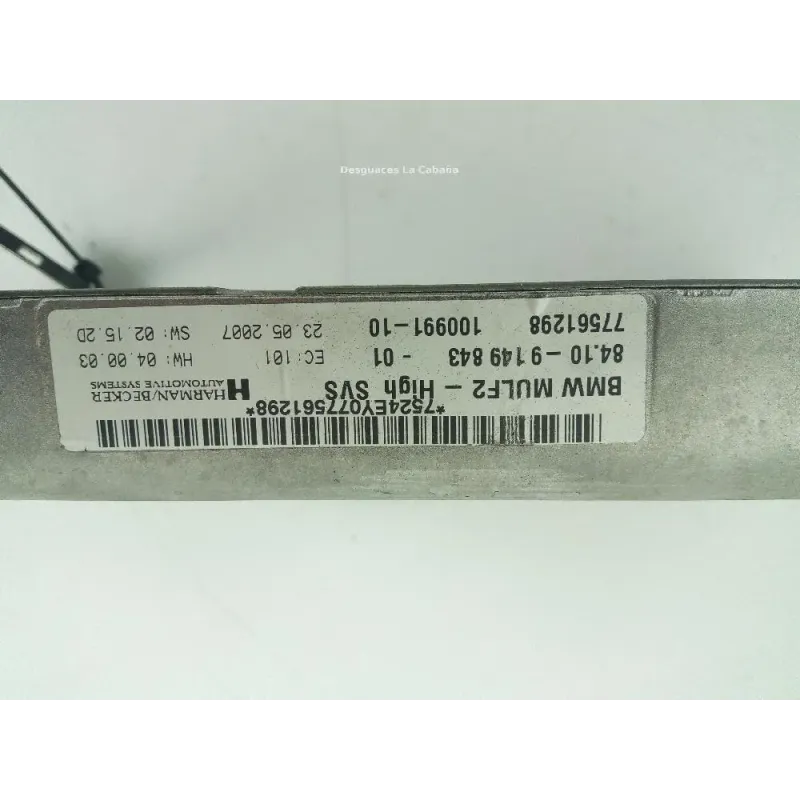 Desguaces La Cabaña
*7524EY077561298*
BMW MULF2 - High SVS
HARMAN/BECKER
AUTOMOTIVE SYSTEMS
84.10-9 149 843 - 01 EC: 101 HW: 04.00.03
77561298 100991-10 23.05.2007 SW: 02.15.2D